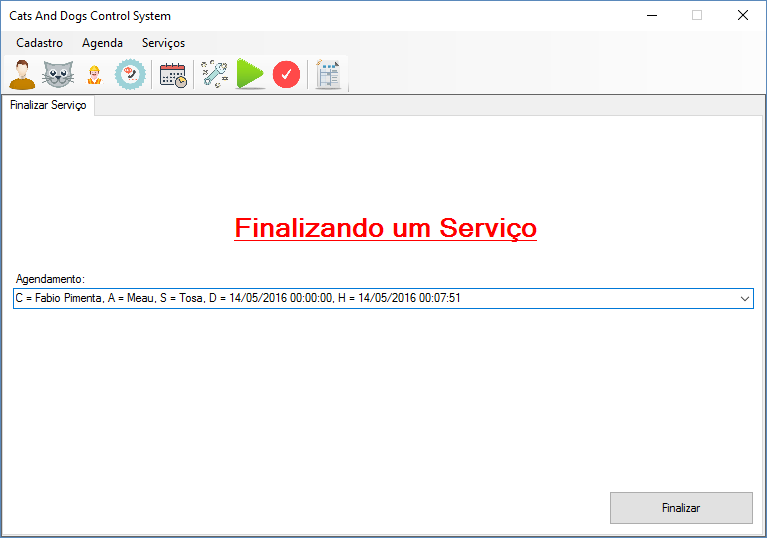 Cats And Dogs Control System
Cadastro Agenda Serviços
Finalizar Serviço
Finalizando um Serviço
Agendamento:
C = Fabio Pimenta, A = Meau, S = Tosa, D = 14/05/2016 00:00:00, H = 14/05/2016 00:07:51
Finalizar